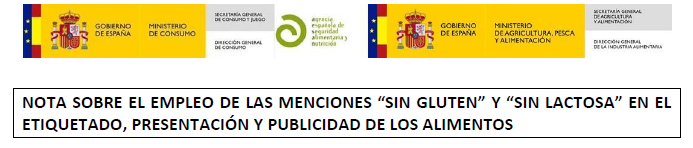 GOBIERNO
DE ESPAÑA
MINISTERIO
DE CONSUMO
SECRETARÍA GENERAL
DE CONSUMO Y JUEGO
DIRECCIÓN GENERAL
DE CONSUMO
agencia
española de
seguridad
alimentaria y
nutrición
GOBIERNO
DE ESPAÑA
MINISTERIO
DE AGRICULTURA, PESCA
Y ALIMENTACIÓN
SECRETARÍA GENERAL
DE AGRICULTURA
Y ALIMENTACIÓN
DIRECCIÓN GENERAL
DE LA INDUSTRIA ALIMENTARIA
NOTA SOBRE EL EMPLEO DE LAS MENCIONES “SIN GLUTEN” Y “SIN LACTOSA” EN EL
ETIQUETADO, PRESENTACIÓN Y PUBLICIDAD DE LOS ALIMENTOS